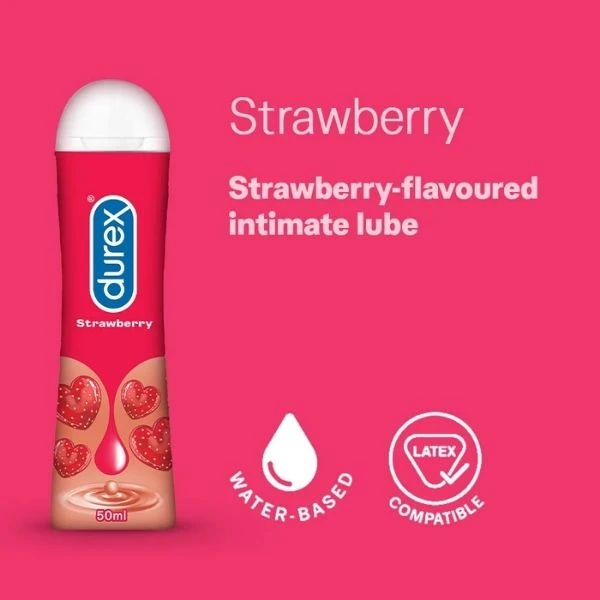 Strawberry
Strawberry-flavoured
intimate lube
durex
®
Strawberry
50ml
WATER-BASED
LATEX
COMPATIBLE